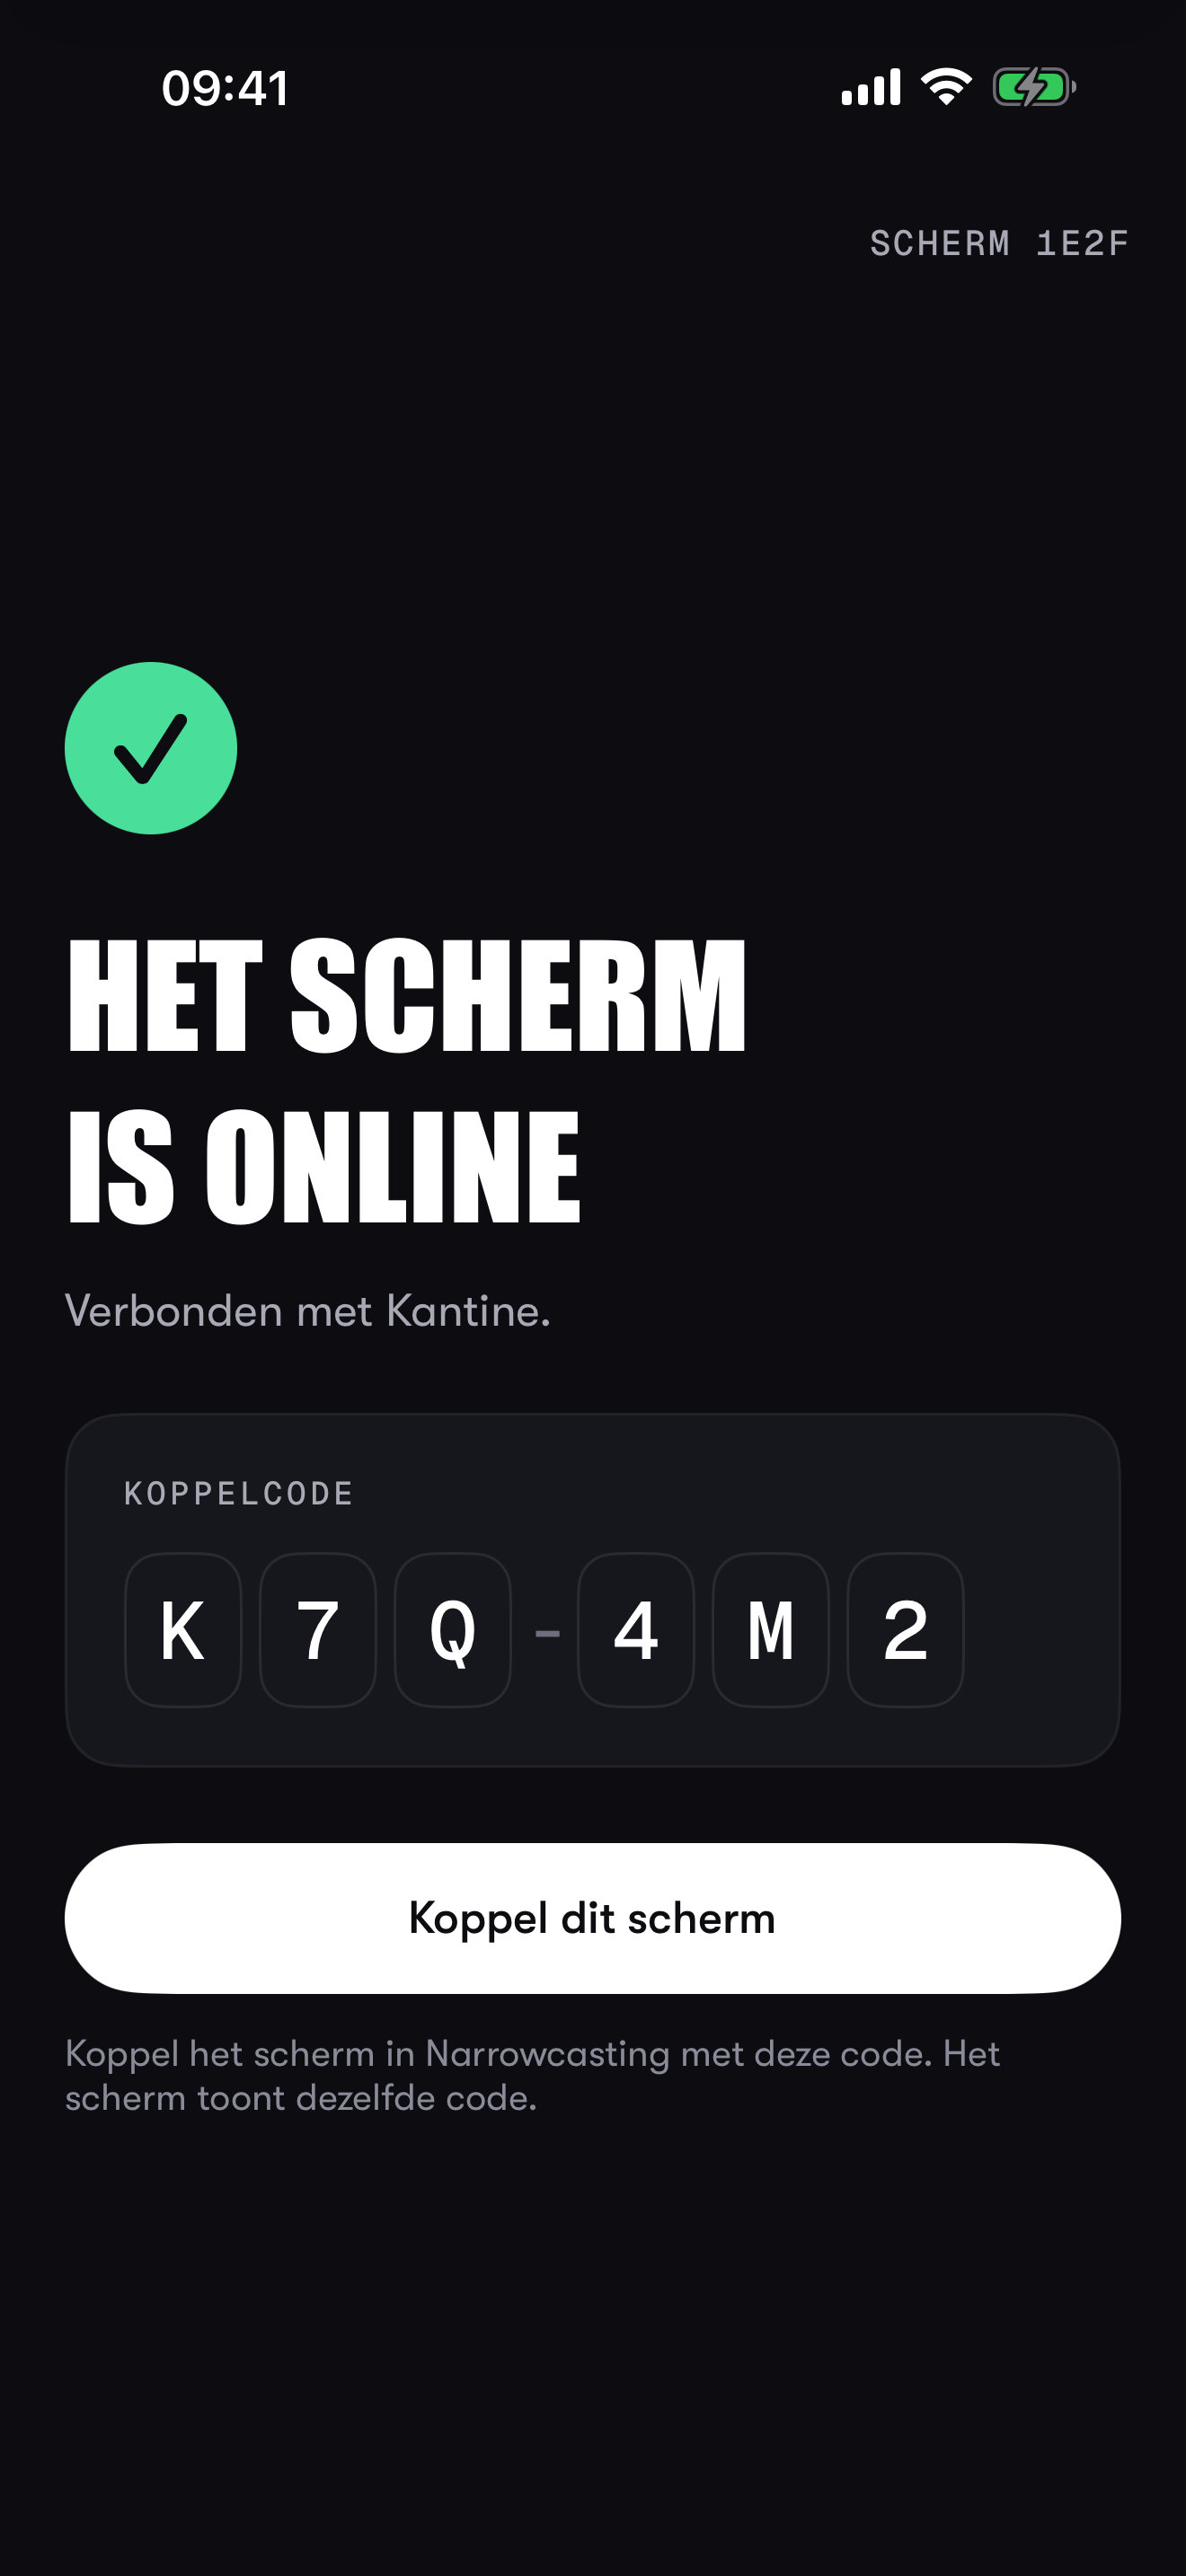 09:41
SCHERM 1E2F
HET SCHERM
IS ONLINE
Verbonden met Kantine.
KOPPELCODE
K 7 Q - 4 M 2
Koppel dit scherm
Koppel het scherm in Narrowcasting met deze code. Het
scherm toont dezelfde code.